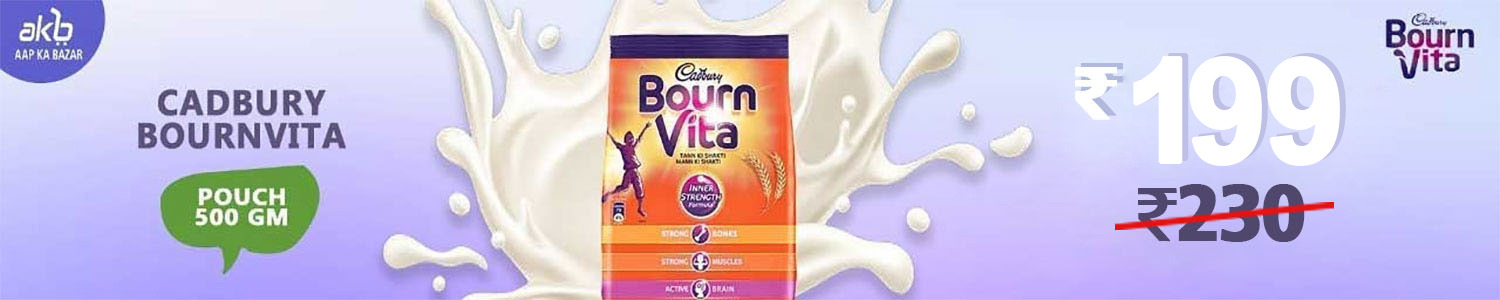 akb
AAP KA BAZAR
CADBURY
BOURNVITA
POUCH
500 GM
Cadbury
Bourn
Vita
TANN KI SHAKTI
MANN KI SHAKTI
INNER
STRENGTH
Formula
STRONG BONES
STRONG MUSCLES
ACTIVE BRAIN
₹199
₹230
Cadbury
Bourn
Vita